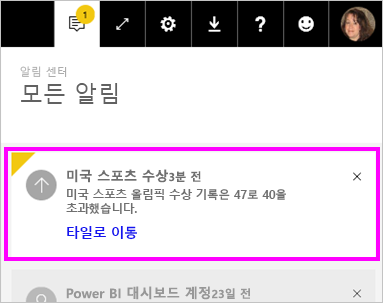 1
?
알림 센터
모든 알림
미국 스포츠 수상3분 전
미국 스포츠 올림픽 수상 기록은 47로 40을
초과했습니다.
타일로 이동
Power BI 대시보드 계정23일 전